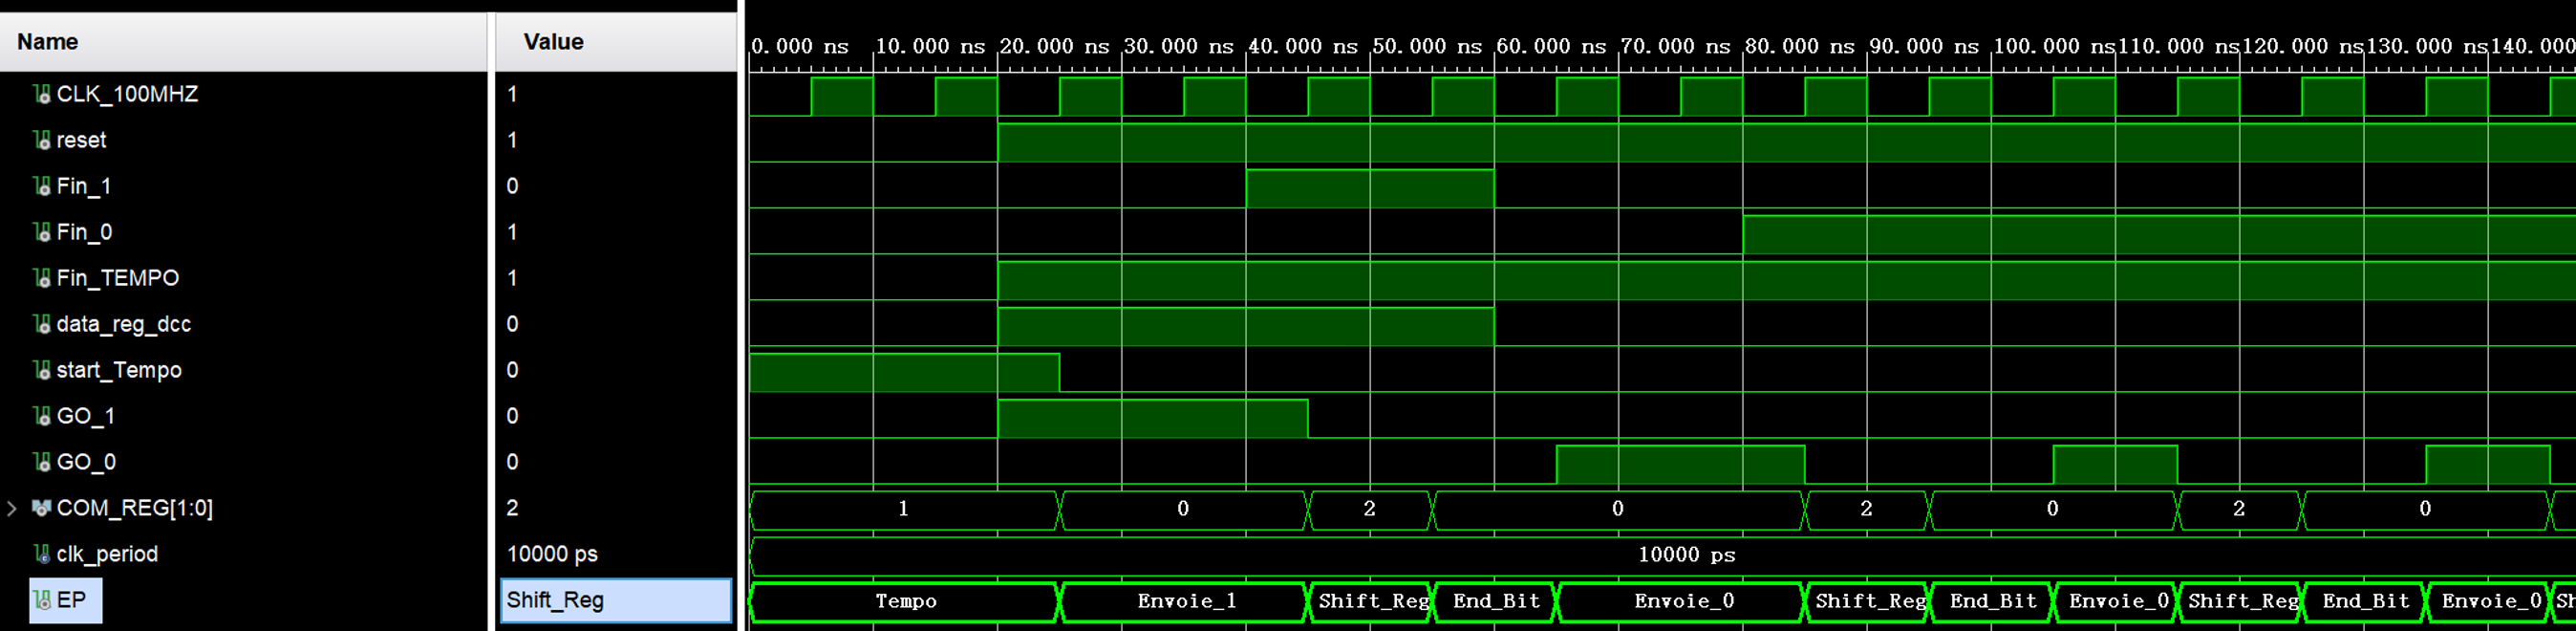 Name Value 0.000 ns 10.000 ns 20.000 ns 30.000 ns 40.000 ns 50.000 ns 60.000 ns 70.000 ns 80.000 ns 90.000 ns 100.000 ns 110.000 ns 120.000 ns 130.000 ns 140.000
CLK_100MHZ 1
reset 1
Fin_1 0
Fin_0 1
Fin_TEMPO 1
data_reg_dcc 0
start_Tempo 0
GO_1 0
GO_0 0
COM_REG[1:0] 2 1 0 2 0 2 0 2 0
clk_period 10000 ps 10000 ps
EP Shift_Reg Tempo Envoie_1 Shift_Reg End_Bit Envoie_0 Shift_Reg End_Bit Envoie_0 Shift_Reg End_Bit Envoie_0 Sh